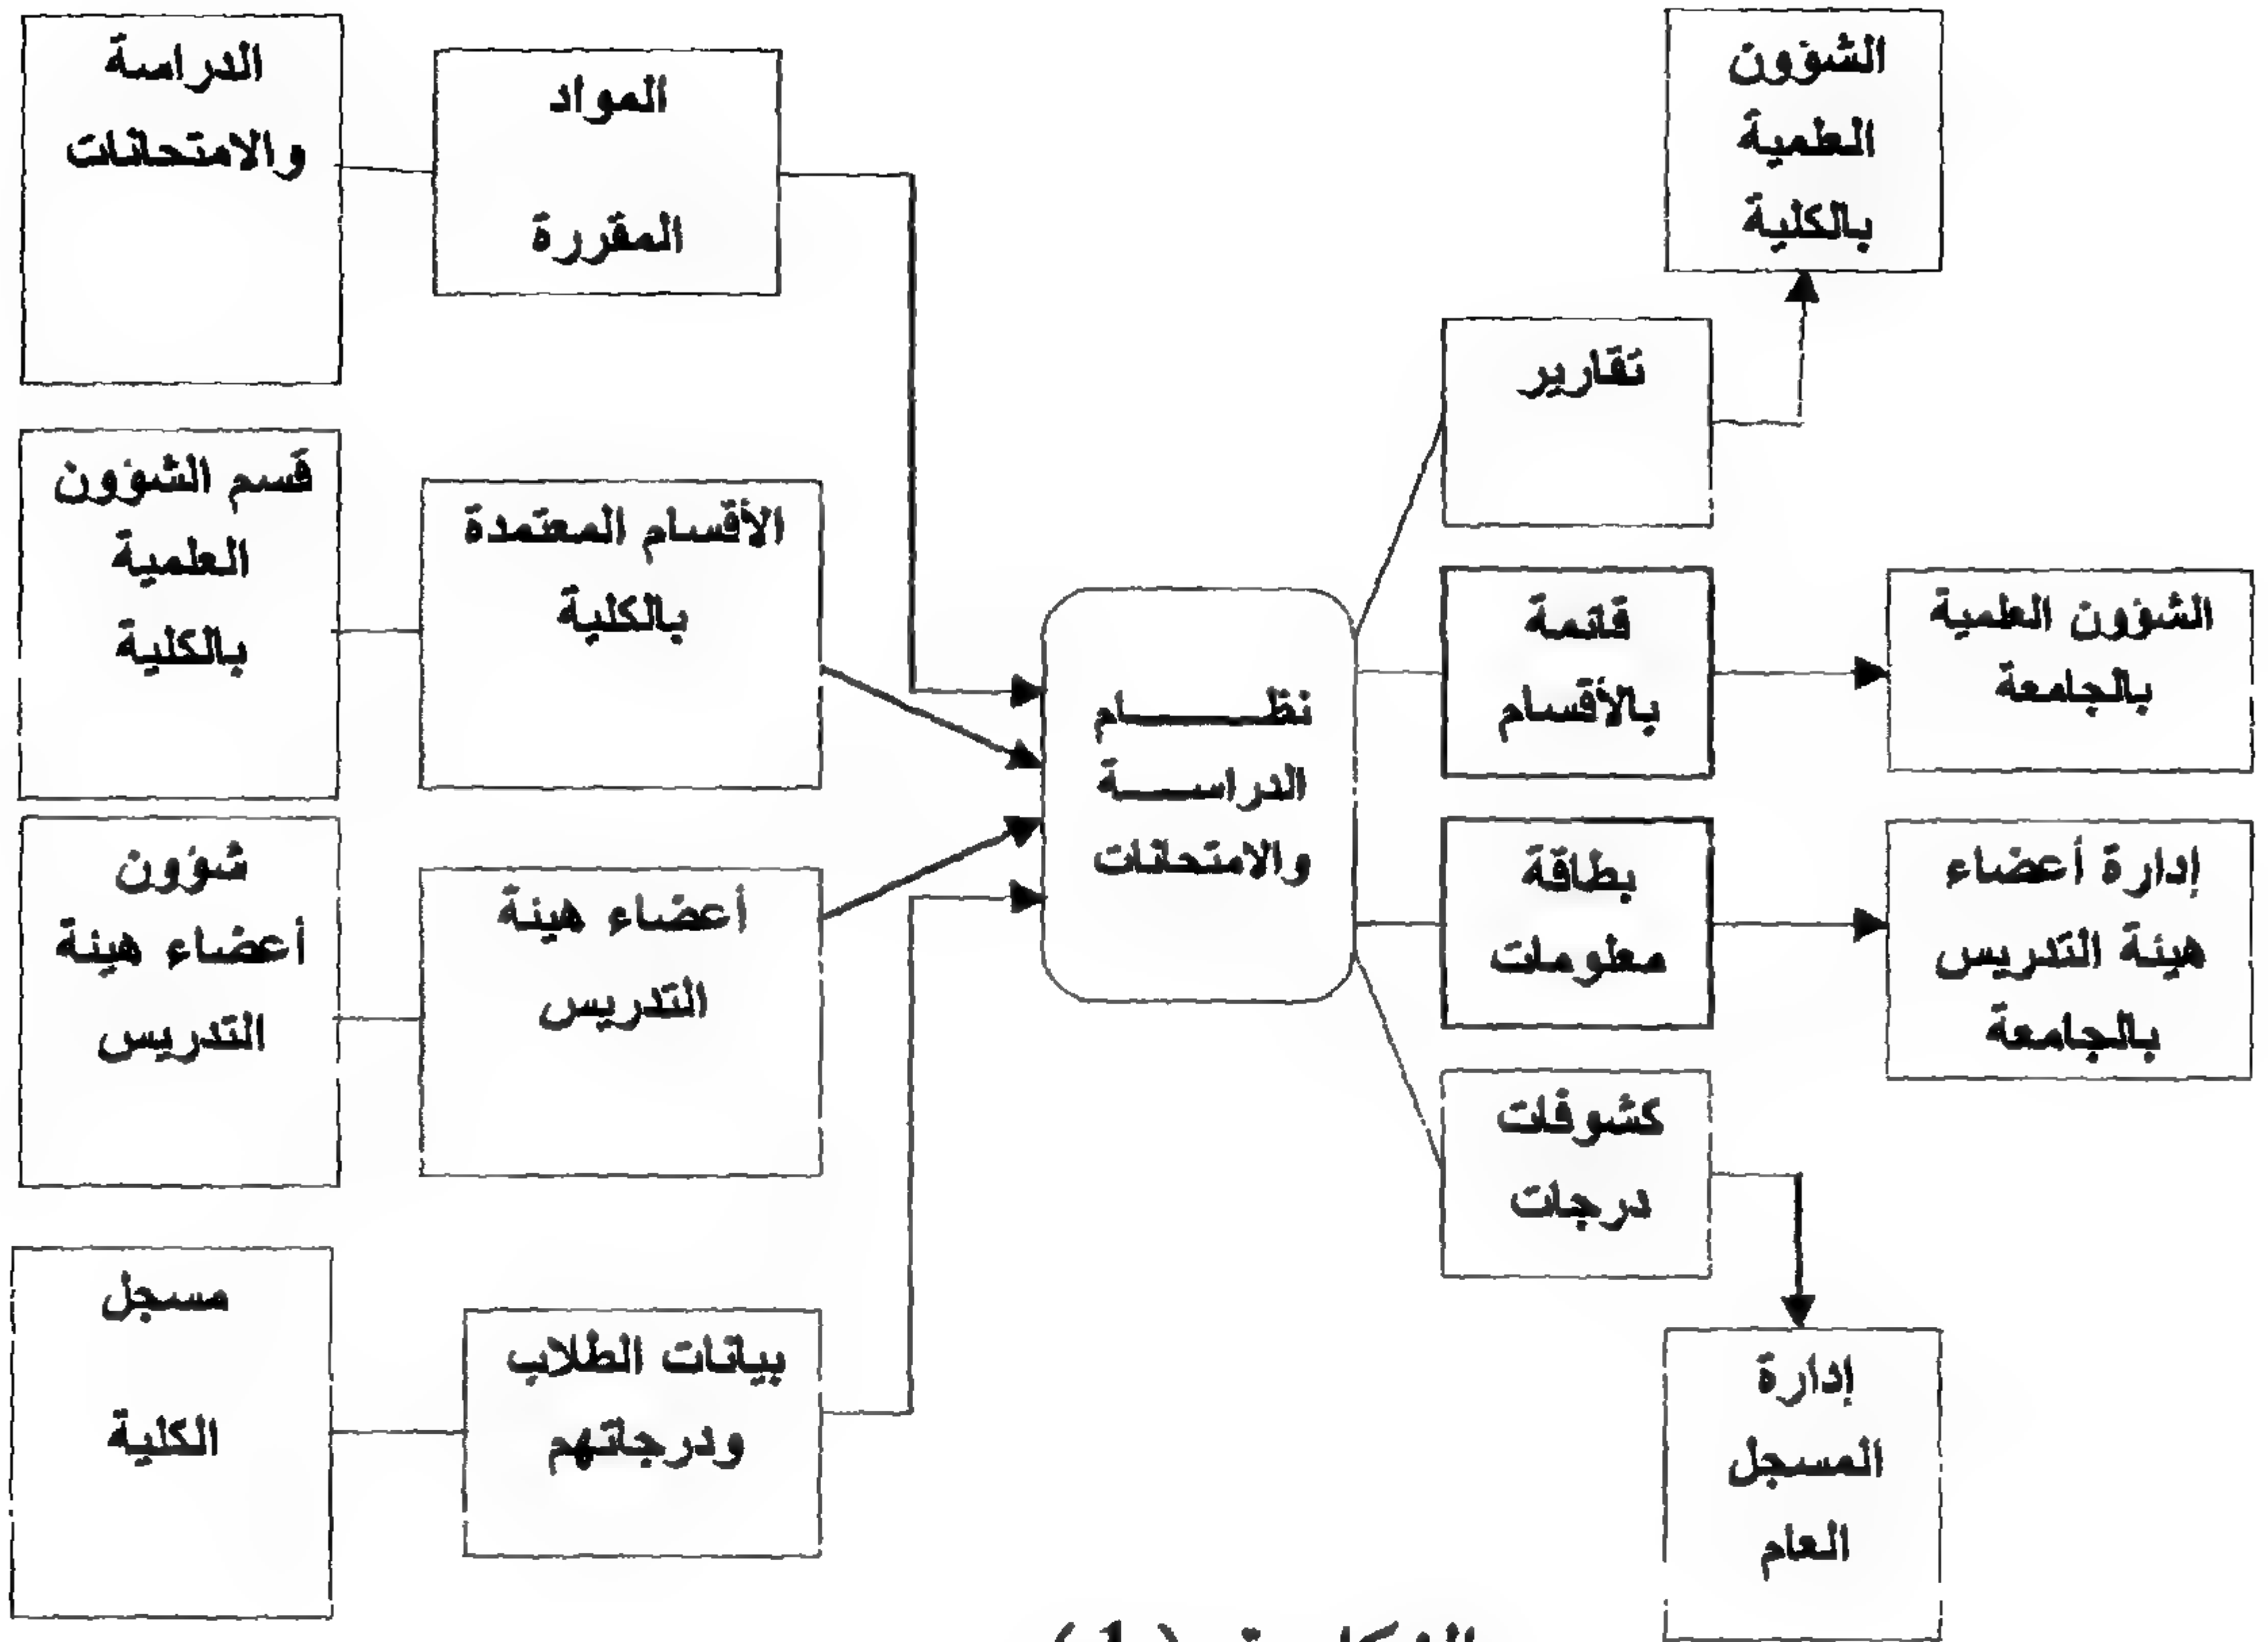 الدراسة
والامتحانات
المواد
المقررة
قسم الشؤون
العلمية
بالكلية
الأقسام المعتمدة
بالكلية
شؤون
أعضاء هيئة
التدريس
أعضاء هيئة
التدريس
مسجل
الكلية
بيانات الطلاب
ودرجاتهم
نظـــــام
الدراســـة
والامتحانات
الشؤون
العلمية
بالكلية
تقارير
قائمة
بالأقسام
الشؤون العلمية
بالجامعة
بطاقة
معلومات
إدارة أعضاء
هيئة التدريس
بالجامعة
كشوفات
درجات
إدارة
المسجل
العام
(1)